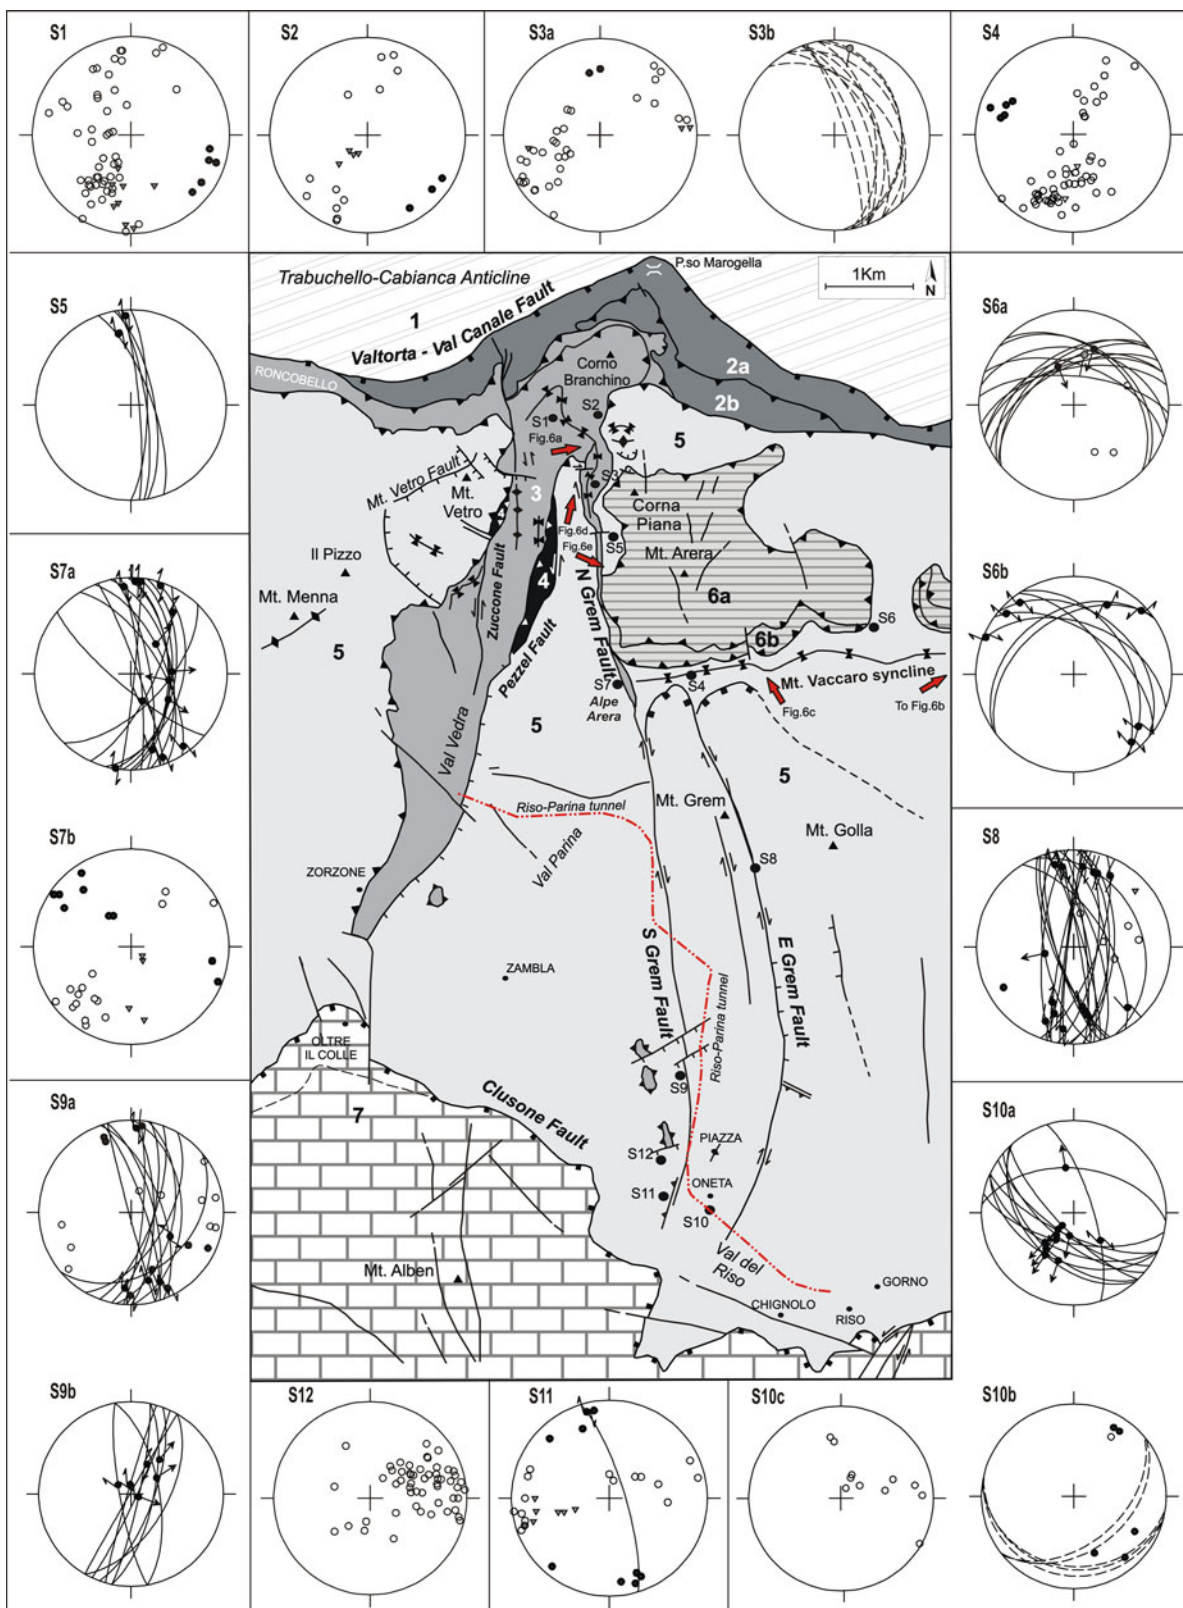 S1
S2
S3a
S3b
S4
S5
S6a
S7a
S6b
S7b
S8
S9a
S10a
S9b
S12
S11
S10c
S10b
Trabuchello-Cabianca Anticline
P.so Marogella
1Km
N
1
Valtorta - Val Canale Fault
2a
2b
RONCOBELLO
Corno
Branchino
S1
S2
Fig.6a
5
Mt. Vetro Fault
Mt.
Vetro
4
3
S3
Corna
Piana
Fig.6d
Fig.6e
S5
Mt. Arera
Il Pizzo
Mt. Menna
5
Zuccone Fault
4
N Grem Fault
6a
6b
S6
Pezzel Fault
S7
S4
Mt. Vaccaro syncline
Alpe
Arera
Fig.6c
To Fig.6b
5
5
Val Vedra
Riso-Parina tunnel
Mt. Grem
Mt. Golla
Val Parina
S8
ZORZONE
ZAMBLA
S Grem Fault
E Grem Fault
Riso-Parina tunnel
OLTRE
IL COLLE
S9
7
Clusone Fault
PIAZZA
S12
S11
ONETA
S10
Val del
Riso
Mt. Alben
GORNO
CHIGNOLO
RISO